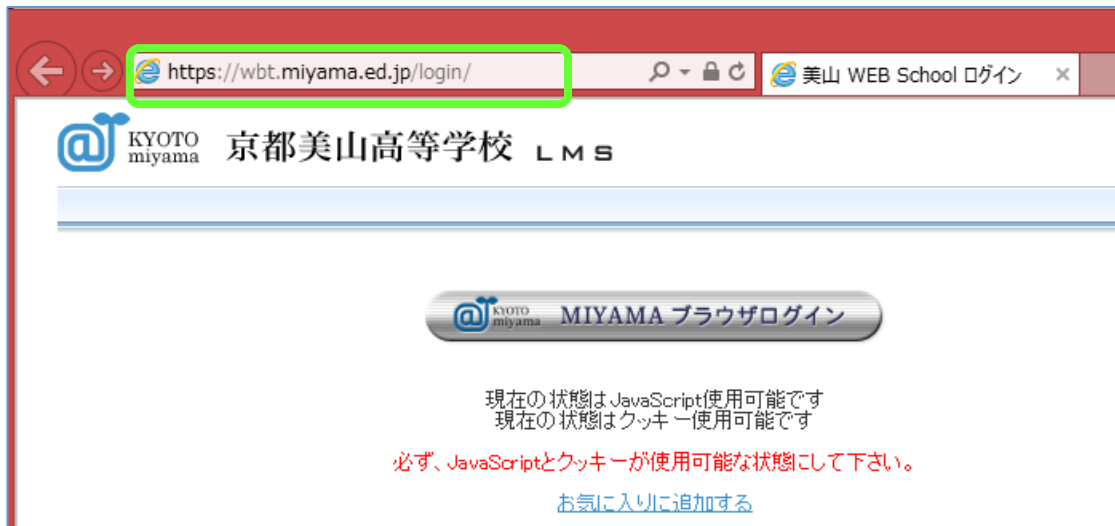 https://wbt.miyama.ed.jp/login/
美山 WEB School ログイン
KYOTO
miyama
京都美山高等学校 LMS
KYOTO
miyama
MIYAMA ブラウザログイン
現在の状態はJavaScript使用可能です
現在の状態はクッキー使用可能です
必ず、JavaScriptとクッキーが使用可能な状態にして下さい。
お気に入りに追加する